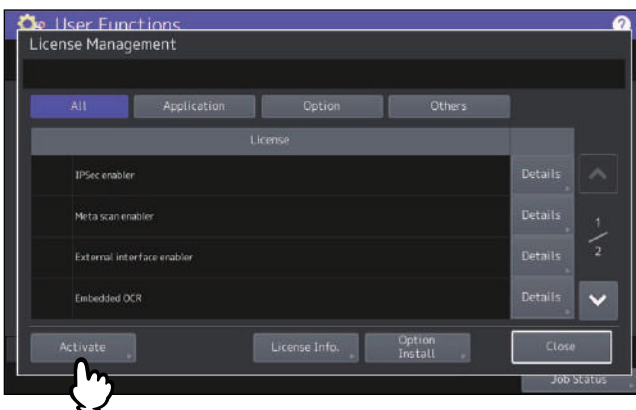 User Functions
?
License Management
All Application Option Others
License
IPSec enabler Details
Meta scan enabler Details
1
External interface enabler Details
2
Embedded OCR Details
Activate License Info. Option Install Close
Job Status